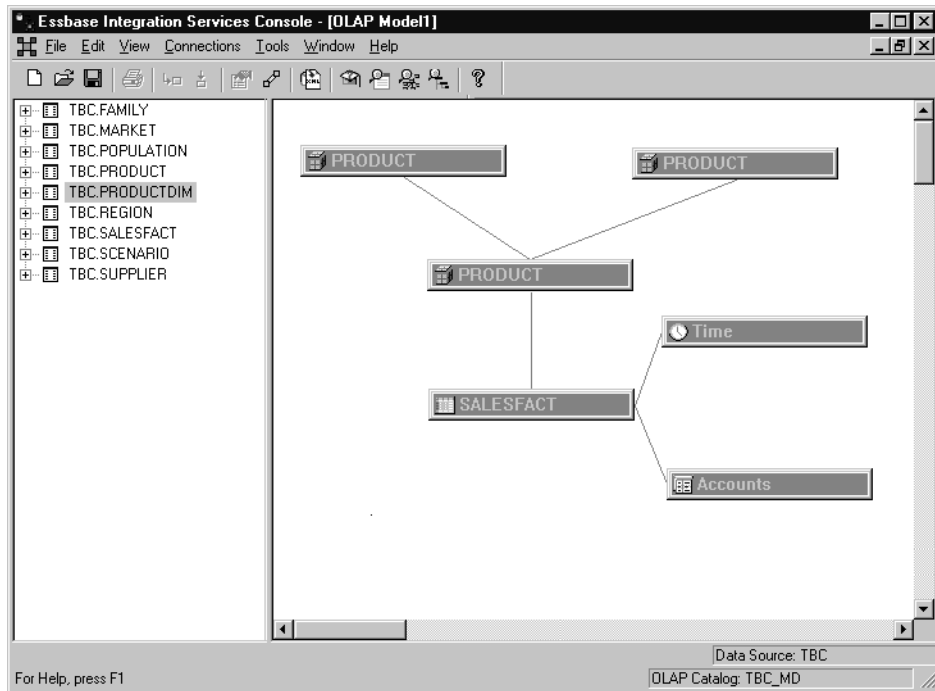 Essbase Integration Services Console - [OLAP Model1]
File Edit View Connections Tools Window Help
XML
TBC.FAMILY
TBC.MARKET
TBC.POPULATION
TBC.PRODUCT
TBC.PRODUCTDIM
TBC.REGION
TBC.SALESFACT
TBC.SCENARIO
TBC.SUPPLIER
PRODUCT
PRODUCT
PRODUCT
Time
SALESFACT
Accounts
Data Source: TBC
For Help, press F1
OLAP Catalog: TBC_MD